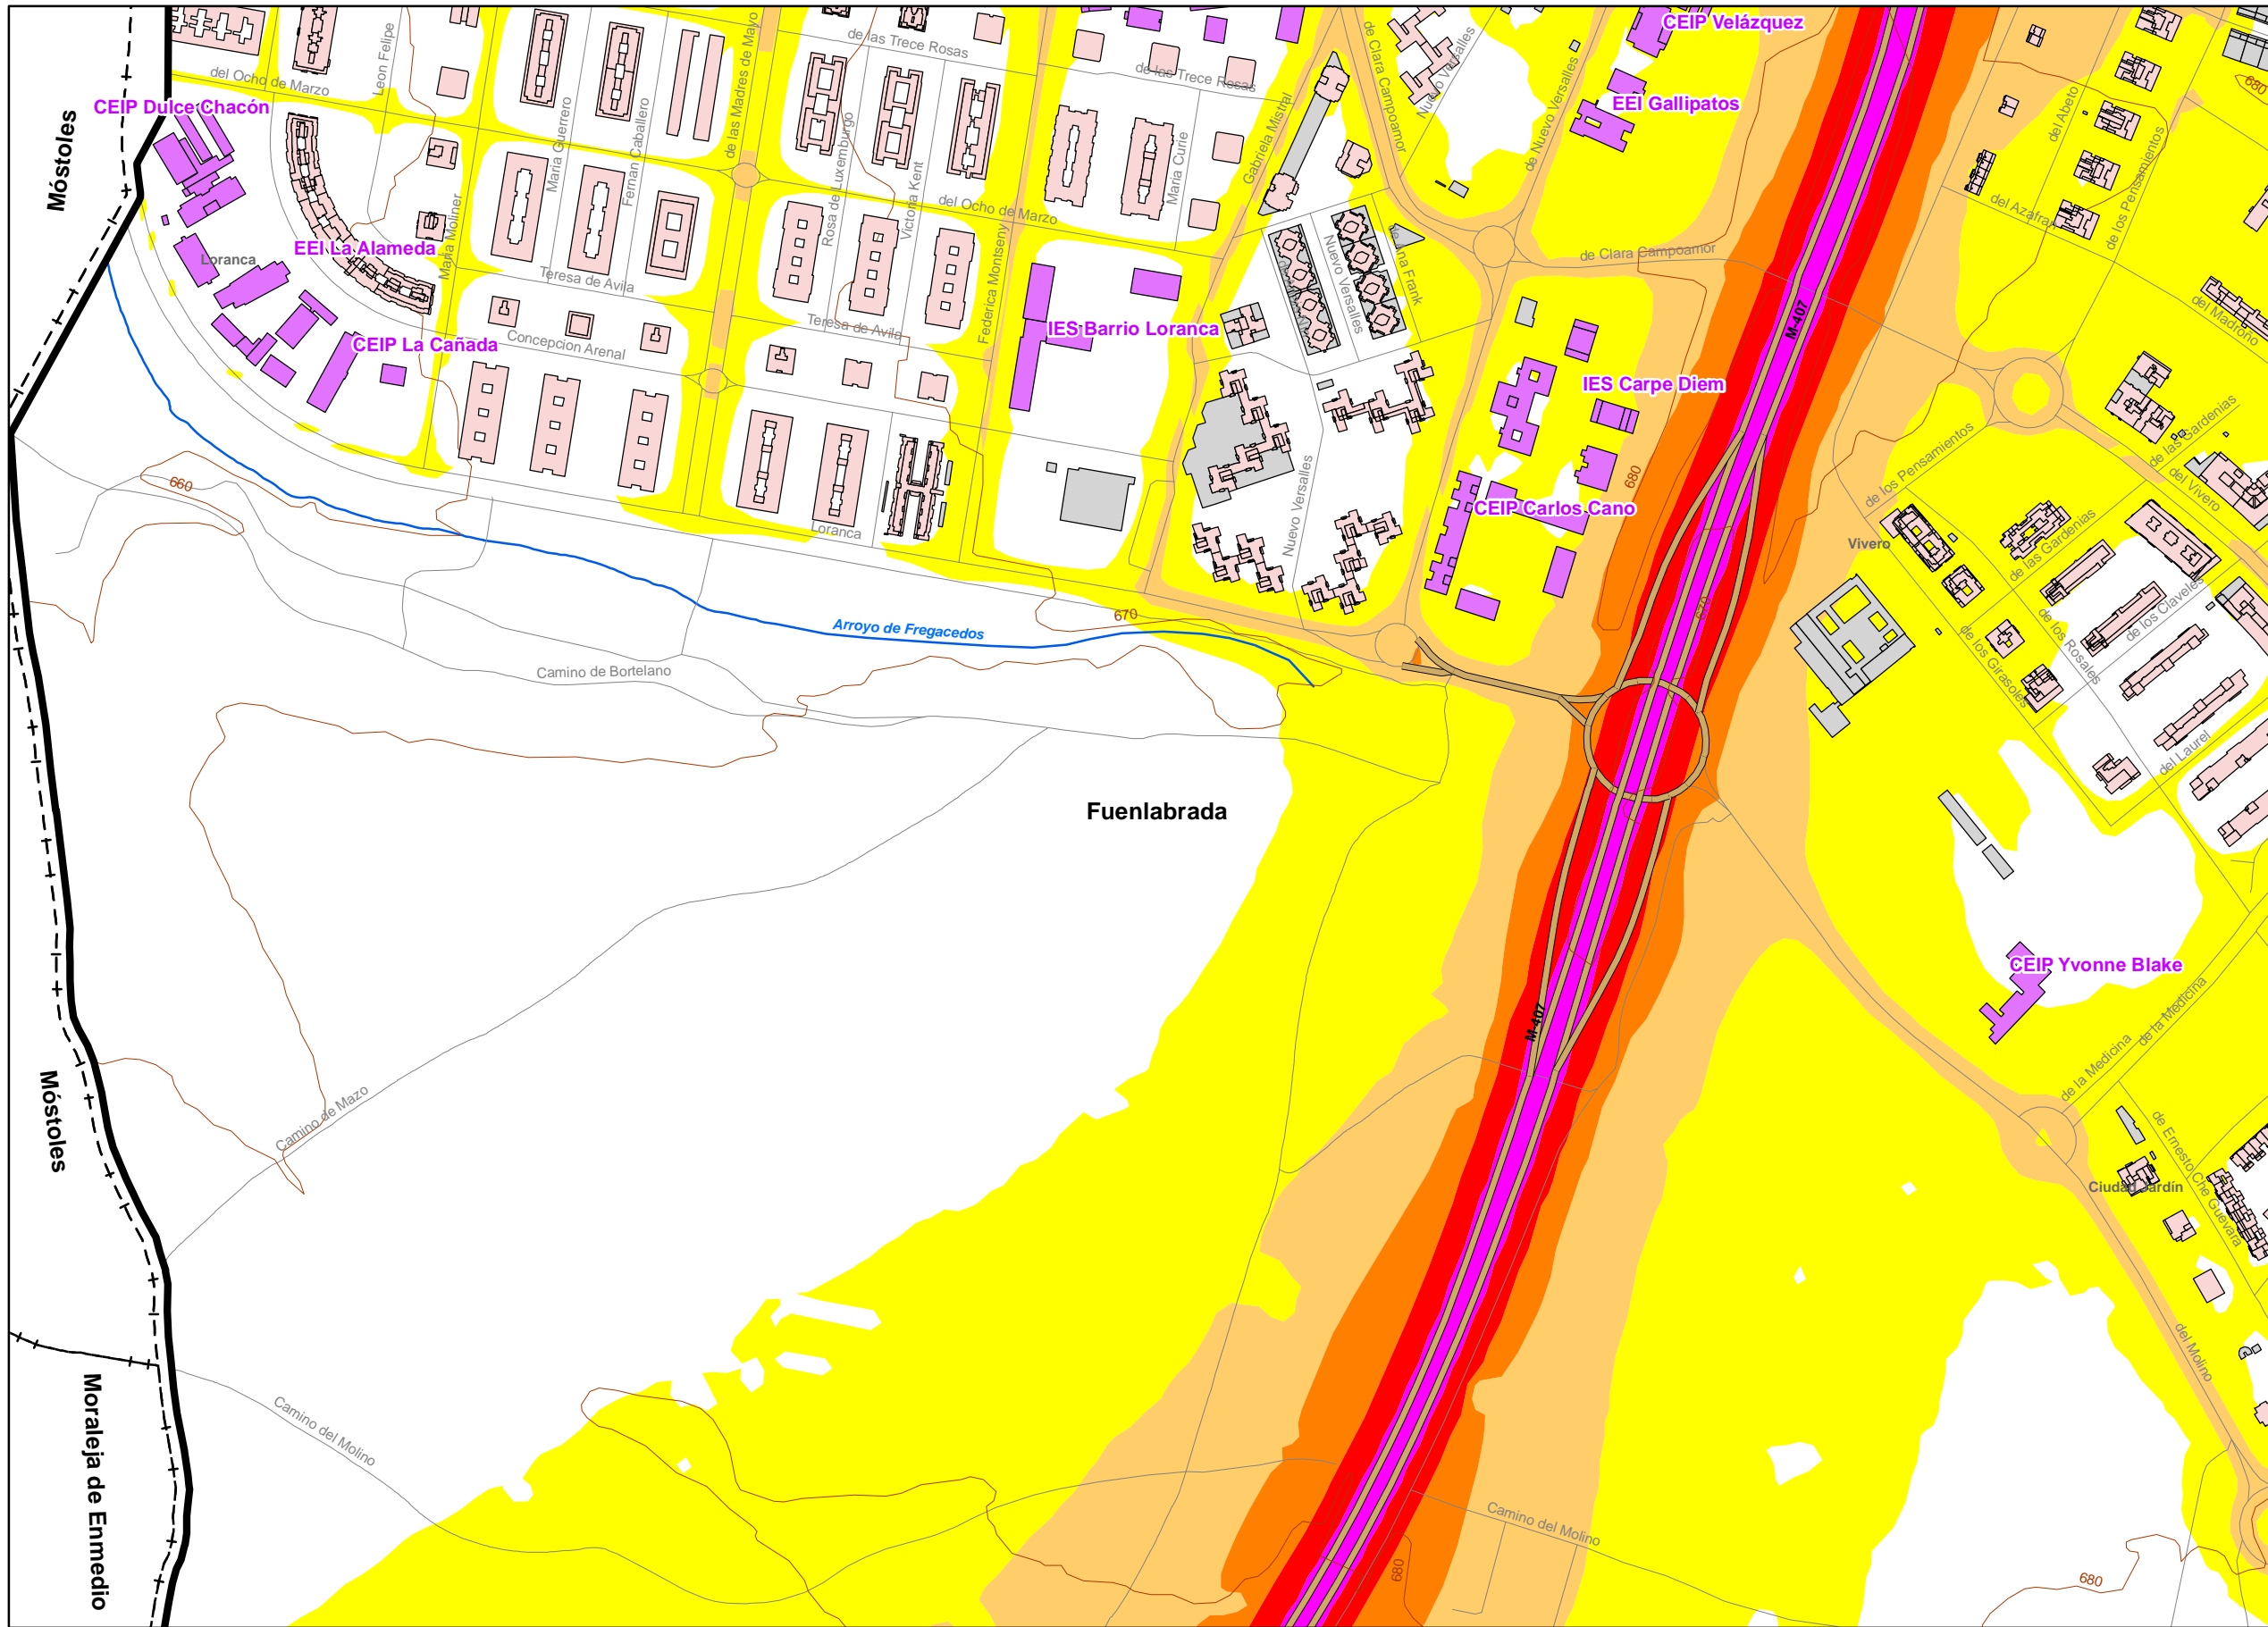 de las Trece Rosas
CEIP Velázquez
Leon Felipe
de las Madres de Mayo
de Clara Campoamor
Nuevo Versalles
de las Trece Rosas
de Nuevo Versalles
680
del Ocho de Marzo
CEIP Dulce Chacón
EEI Gallipatos
del Abeto
Móstoles
Maria Guerrero
Fernan Caballero
Rosa de Luxemburgo
Victoria Kent
Maria Curie
Gabriela Mistral
de los Pensamientos
del Azafran
del Ocho de Marzo
EEI La Alameda
Loranca
Maria Moliner
Teresa de Avila
Federica Montseny
Nuevo Versalles
de Ana Frank
de Clara Campoamor
del Madroño
M-407
Teresa de Avila
IES Barrio Loranca
CEIP La Cañada
Concepcion Arenal
IES Carpe Diem
de las Gardenias
de los Pensamientos
del Vivero
660
680
CEIP Carlos Cano
Loranca
Nuevo Versalles
Vivero
de las Gardenias
de los Claveles
670
670
Arroyo de Fregacedos
de los Girasoles
de los Rosales
Camino de Bortelano
del Laurel
Fuenlabrada
CEIP Yvonne Blake
M-407
de la Medicina
de la Medicina
Móstoles
Camino de Mazo
de Ernesto Che Guevara
Ciudad Jardín
del Molino
Moraleja de Enmedio
Camino del Molino
Camino del Molino
680
680